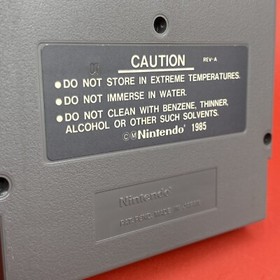 CAUTION REV-A
• DO NOT STORE IN EXTREME TEMPERATURES.
• DO NOT IMMERSE IN WATER.
• DO NOT CLEAN WITH BENZENE, THINNER,
ALCOHOL OR OTHER SUCH SOLVENTS.
©Ⓜ Nintendo® 1985
Nintendo®